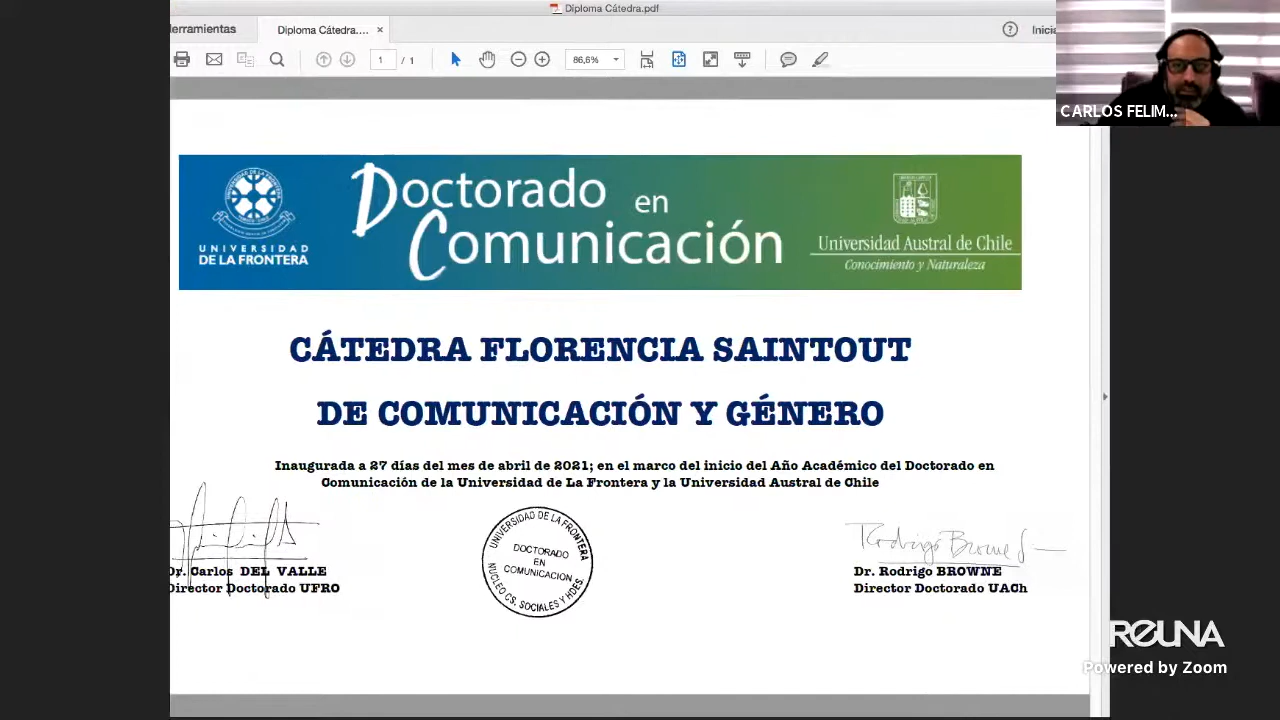 Diploma Cátedra.pdf
erramientas
Diploma Cátedra....
×
?
Inicia
1 / 1
86,6%
CARLOS FELIM...
UNIVERSIDAD
DE LA FRONTERA
Doctorado en
Comunicación
Universidad Austral de Chile
Conocimiento y Naturaleza
CÁTEDRA FLORENCIA SAINTOUT
DE COMUNICACIÓN Y GÉNERO
Inaugurada a 27 días del mes de abril de 2021; en el marco del inicio del Año Académico del Doctorado en
Comunicación de la Universidad de La Frontera y la Universidad Austral de Chile
UNIVERSIDAD DE LA FRONTERA
DOCTORADO
EN
COMUNICACION
NUCLEO CS. SOCIALES Y HDES.
Rodrigo Browne S
Dr. Carlos DEL VALLE
Director Doctorado UFRO
Dr. Rodrigo BROWNE
Director Doctorado UACh
REUNA
Powered by Zoom